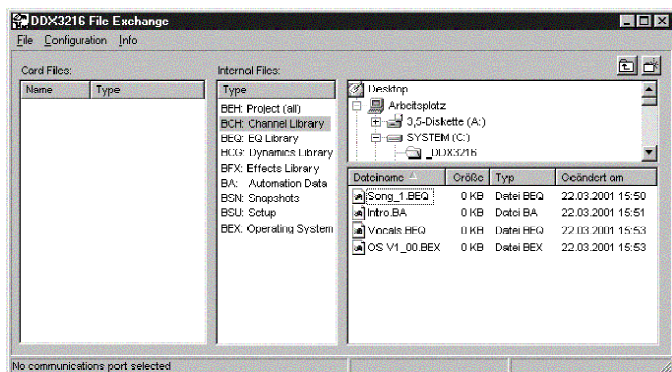 DDX3216 File Exchange
File Configuration Info
Card Files:
Name Type
Internal Files:
Type
BEH: Project (all)
BCH: Channel Library
BEQ: EQ Library
HCG: Dynamics Library
BFX: Effects Library
BA: Automation Data
BSN: Snapshots
BSU: Setup
BEX: Operating System
Desktop
Arbeitsplatz
3,5-Diskette (A:)
SYSTEM (C:)
_DDX3216
Dateiname Größe Typ Geändert am
Song_1.BEQ 0 KB Datei BEQ 22.03.2001 15:50
Intro.BA 0 KB Datei BA 22.03.2001 15:51
Vocals.BEQ 0 KB Datei BEQ 22.03.2001 15:53
OS V1_00.BEX 0 KB Datei BEX 22.03.2001 15:53
No communications port selected